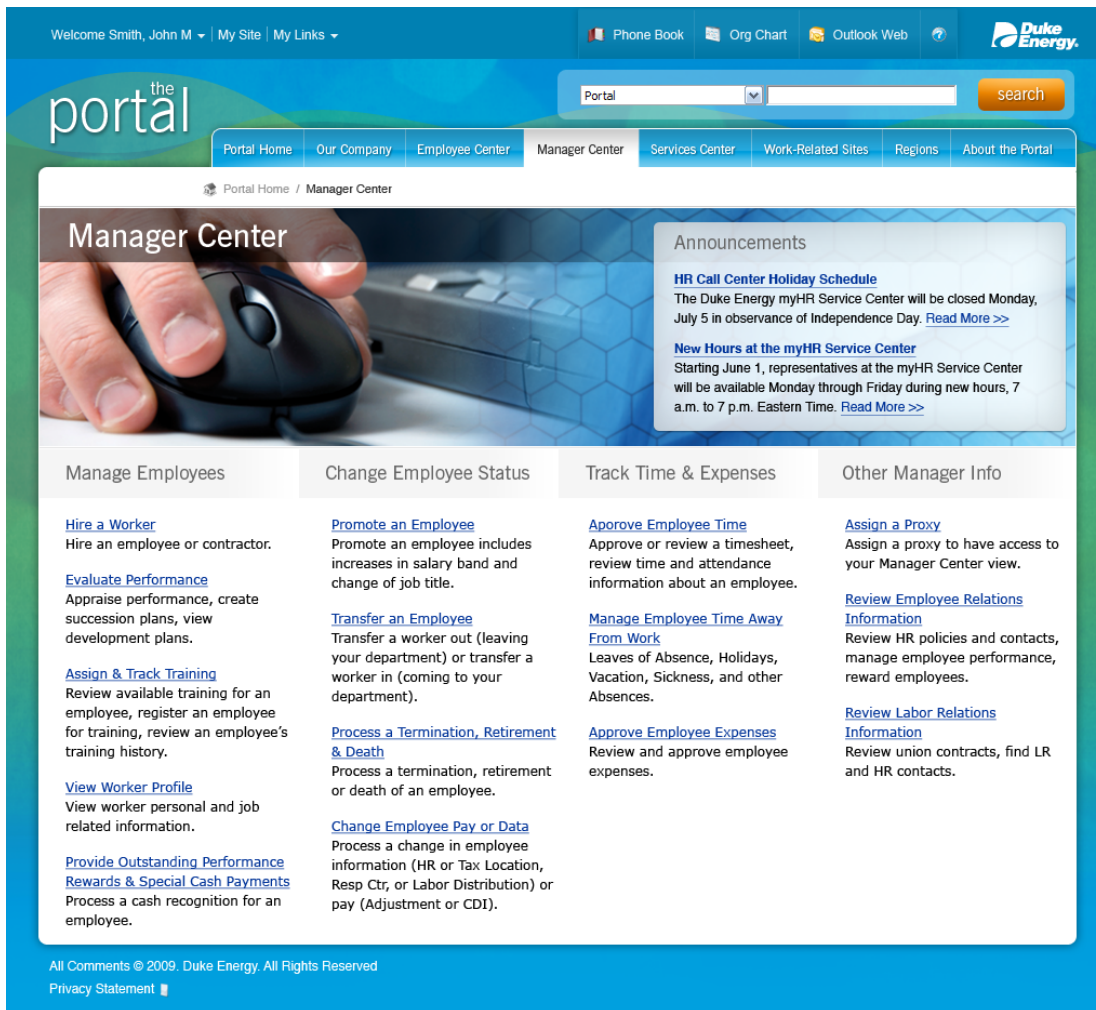 Welcome Smith, John M | My Site | My Links
Phone Book
Org Chart
Outlook Web
?
Duke
Energy.
the
portal
Portal
search
Portal Home
Our Company
Employee Center
Manager Center
Services Center
Work-Related Sites
Regions
About the Portal
Portal Home / Manager Center
Manager Center
Announcements
HR Call Center Holiday Schedule
The Duke Energy myHR Service Center will be closed Monday,
July 5 in observance of Independence Day. Read More >>
New Hours at the myHR Service Center
Starting June 1, representatives at the myHR Service Center
will be available Monday through Friday during new hours, 7
a.m. to 7 p.m. Eastern Time. Read More >>
Manage Employees
Hire a Worker
Hire an employee or contractor.
Evaluate Performance
Appraise performance, create
succession plans, view
development plans.
Assign & Track Training
Review available training for an
employee, register an employee
for training, review an employee's
training history.
View Worker Profile
View worker personal and job
related information.
Provide Outstanding Performance
Rewards & Special Cash Payments
Process a cash recognition for an
employee.
Change Employee Status
Promote an Employee
Promote an employee includes
increases in salary band and
change of job title.
Transfer an Employee
Transfer a worker out (leaving
your department) or transfer a
worker in (coming to your
department).
Process a Termination, Retirement
& Death
Process a termination, retirement
or death of an employee.
Change Employee Pay or Data
Process a change in employee
information (HR or Tax Location,
Resp Ctr, or Labor Distribution) or
pay (Adjustment or CDI).
Track Time & Expenses
Aporove Employee Time
Approve or review a timesheet,
review time and attendance
information about an employee.
Manage Employee Time Away
From Work
Leaves of Absence, Holidays,
Vacation, Sickness, and other
Absences.
Approve Employee Expenses
Review and approve employee
expenses.
Other Manager Info
Assign a Proxy
Assign a proxy to have access to
your Manager Center view.
Review Employee Relations
Information
Review HR policies and contacts,
manage employee performance,
reward employees.
Review Labor Relations
Information
Review union contracts, find LR
and HR contacts.
All Comments © 2009. Duke Energy. All Rights Reserved
Privacy Statement